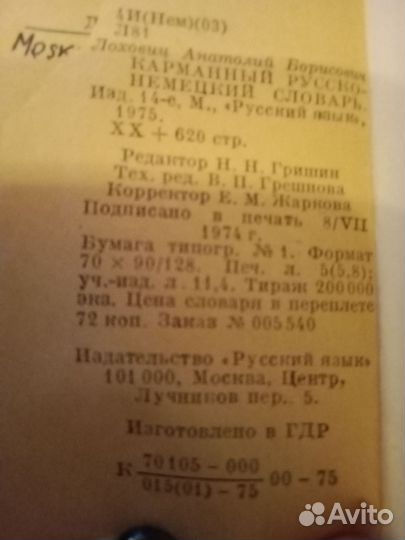 4И(Нем)(03)
Л Л81
Mosk
Лохович Анатолий Борисович
КАРМАННЫЙ РУССКО-
НЕМЕЦКИЙ СЛОВАРЬ.
Изд. 14-е, М., «Русский язык»,
1975.
XX + 620 стр.
Редактор Н. Н. Гришин
Тех. ред. В. П. Грешнова
Корректор Е. М. Жаркова
Подписано в печать 8/VII
1974 г.
Бумага типогр. № 1. Формат
70 × 90/128. Печ. л. 5(5,8);
уч.-изд. л. 11,4. Тираж 200 000
экз. Цена словаря в переплете
72 коп. Заказ № 005540
Издательство «Русский язык»
101 000, Москва, Центр,
Лучников пер. 5.
Изготовлено в ГДР
К 70105 – 000
015(01) – 75 00 – 75
Avito